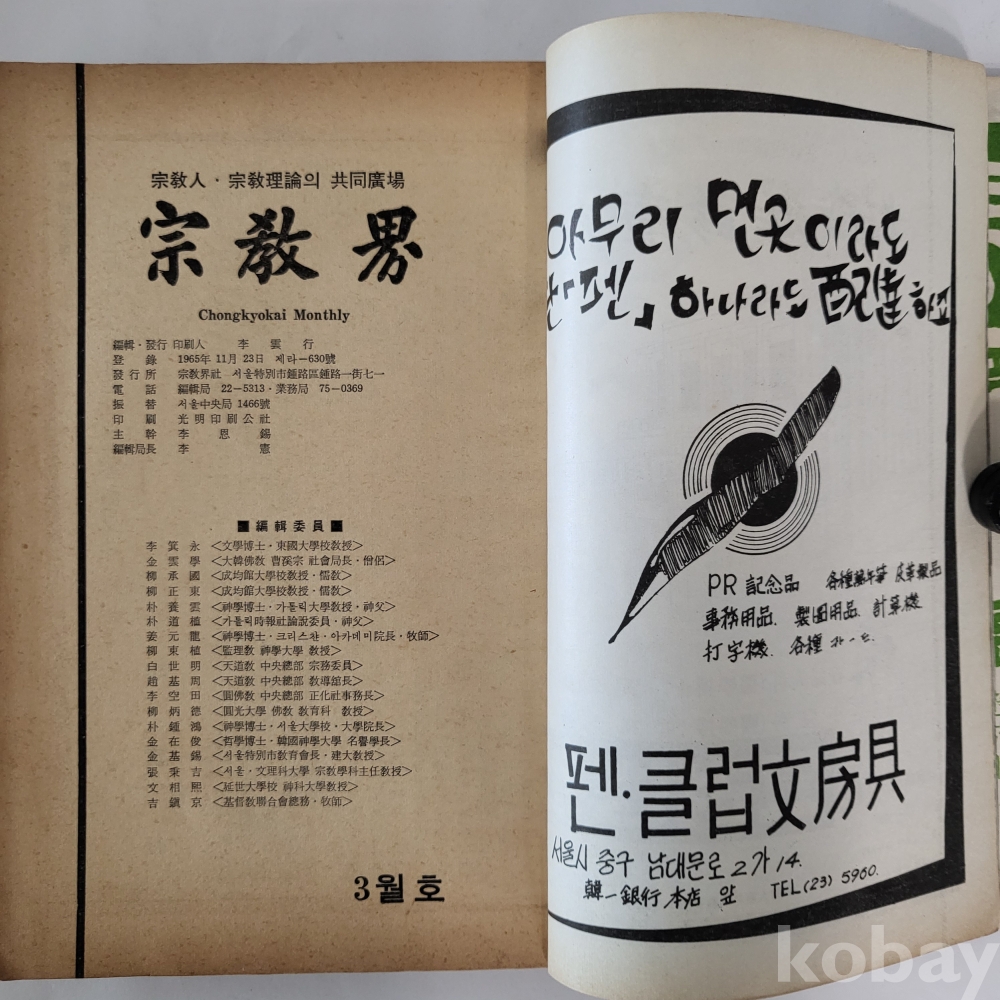 宗敎人・宗敎理論의 共同廣場
宗敎界
Chongkyokai Monthly
編輯・發行 印刷人 李雲行
登錄 1965年 11月 23日 제라－630號
發行所 宗敎界社 서울特別市鍾路區鍾路一街七一
電話 編輯局 22－5313・業務局 75－0369
振替 서울中央局 1466號
印刷 光明印刷公社
主幹 李恩錫
編輯局長 李憲
■編輯委員■
李箕永 <文學博士・東國大學校敎授>
金雲學 <大韓佛敎 曹溪宗 社會局長・僧侶>
柳承國 <成均館大學校敎授・儒敎>
柳正東 <成均館大學校敎授・儒敎>
朴養雲 <神學博士・가톨릭大學敎授・神父>
朴道植 <가톨릭時報社論說委員・神父>
姜元龍 <神學博士・크리스챤・아카데미院長・牧師>
柳東植 <監理敎 神學大學 敎授>
白世明 <天道敎 中央總部 宗務委員>
趙基周 <天道敎 中央總部 敎導舘長>
李空田 <圓佛敎 中央總部 正化社事務長>
柳炳德 <圓光大學 佛敎 敎育科 敎授>
朴鍾鴻 <哲學博士・서울大學校・大學院長>
金在俊 <哲學博士・韓國神學大學 名譽學長>
金基錫 <서울特別市敎育會長・建大敎授>
張秉吉 <서울・文理科大學 宗敎學科主任敎授>
文相熙 <延世大學校 神科大學敎授>
吉鎭京 <基督敎聯合會總務・牧師>
3월호
아무리 먼곳이라도
펜」 하나라도 配達하
PR 記念品 各種萬年筆 皮革製品
事務用品、製圖用品、計算機
打字機、各種 카ー드.
펜.클럽文房具
서울시 중구 남대문로 2가 14.
韓一銀行 本店 앞 TEL (23) 5960.
kobay